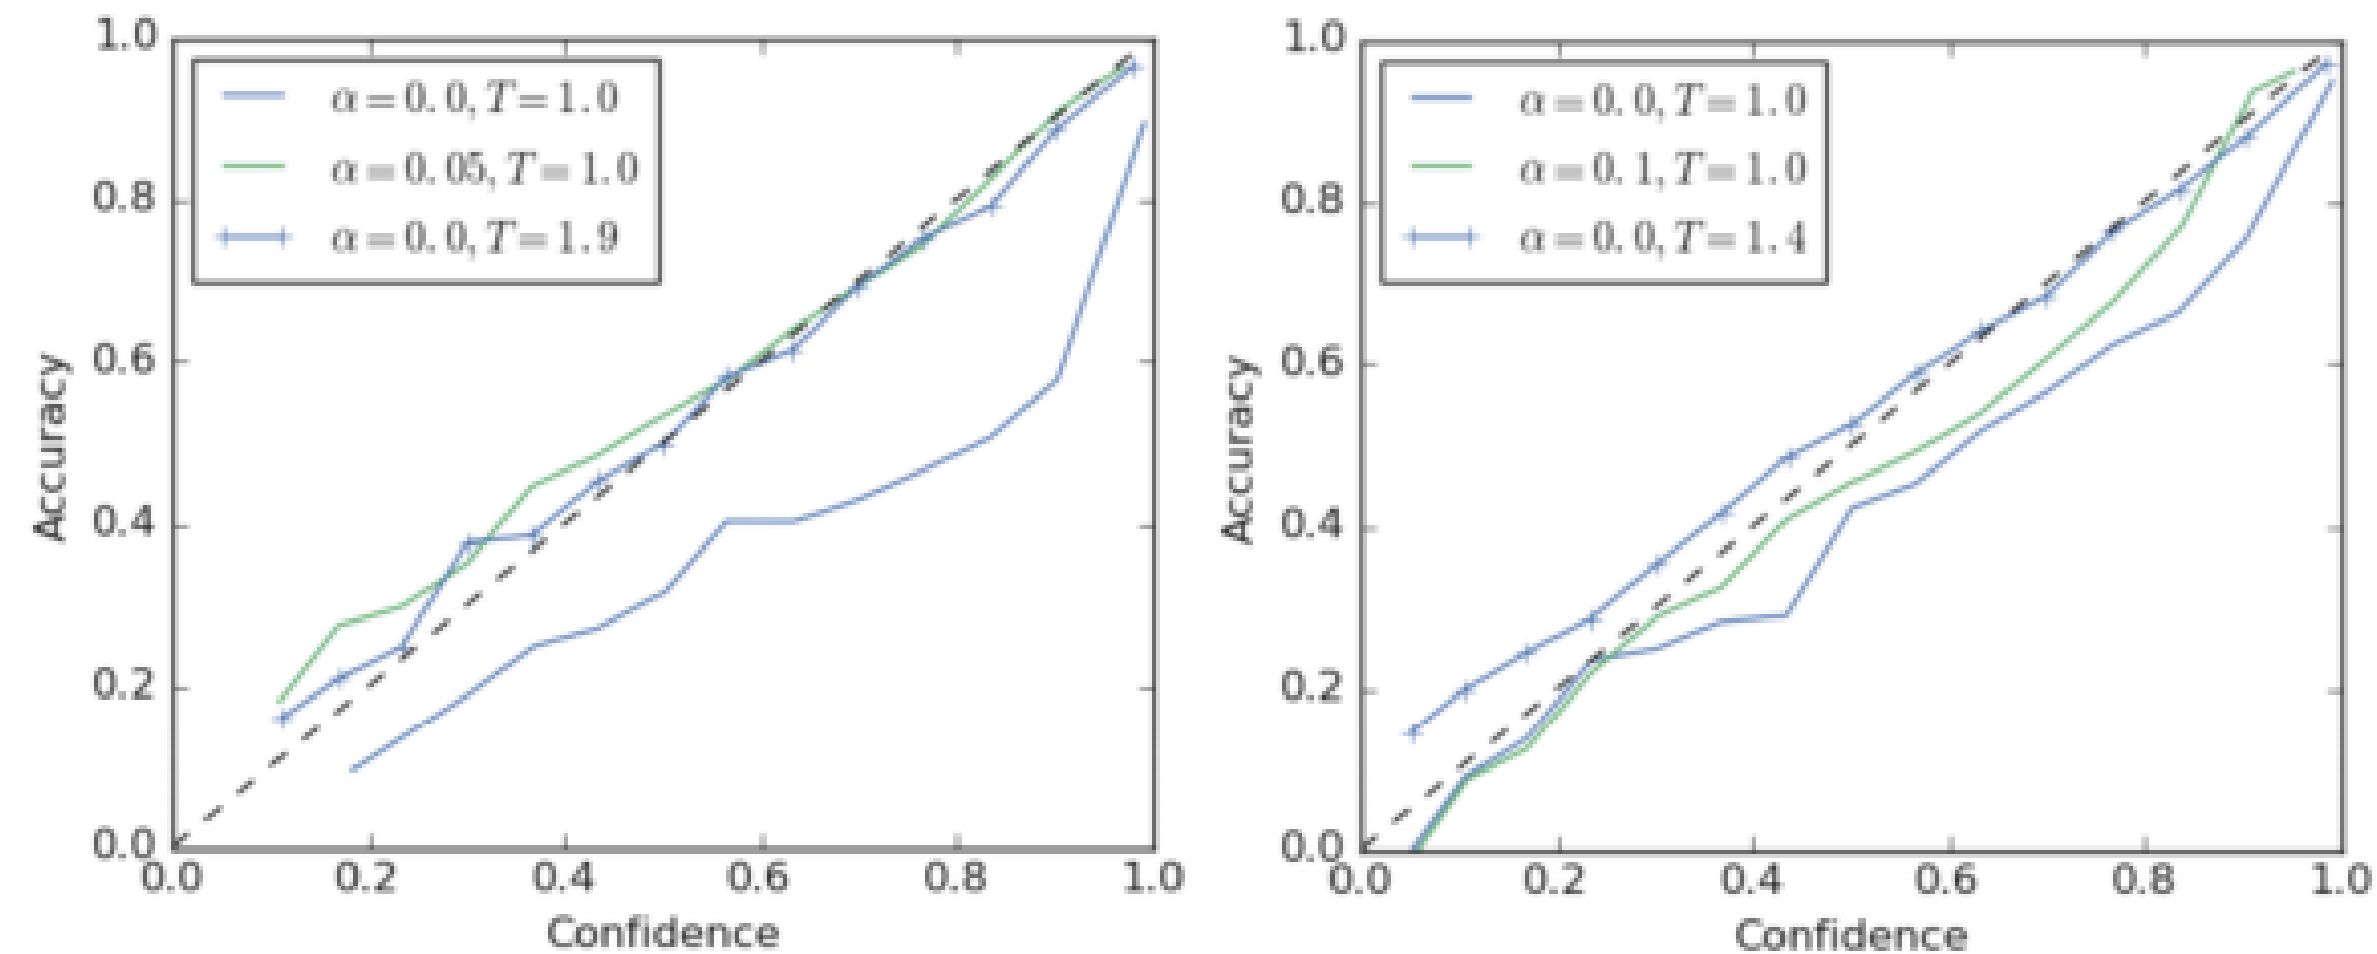 1.0
0.8
0.6
0.4
0.2
0.0
Accuracy
α=0.0, T=1.0
α=0.05, T=1.0
α=0.0, T=1.9
0.0 0.2 0.4 0.6 0.8 1.0
Confidence
1.0
0.8
0.6
0.4
0.2
0.0
Accuracy
α=0.0, T=1.0
α=0.1, T=1.0
α=0.0, T=1.4
0.0 0.2 0.4 0.6 0.8 1.0
Confidence